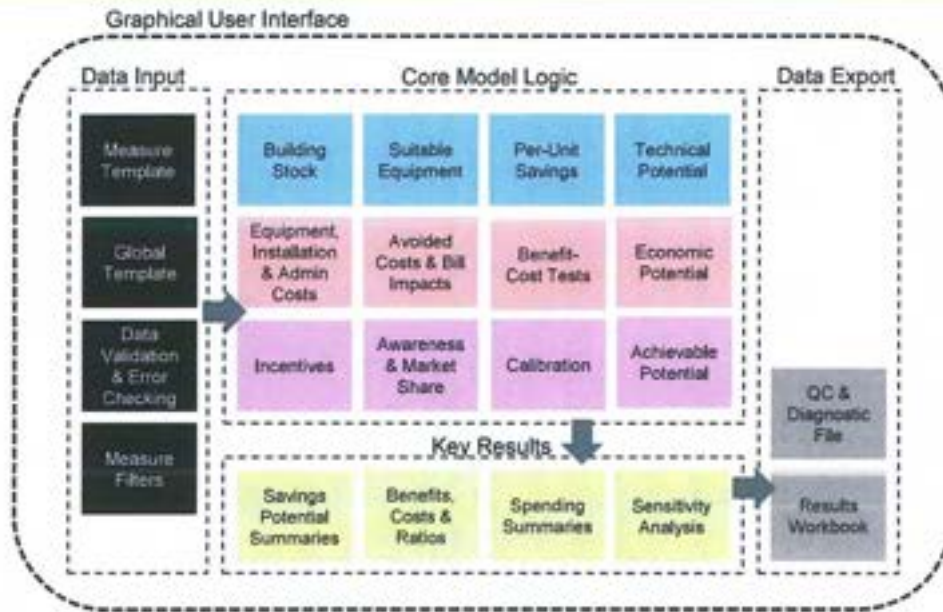 Graphical User Interface
Data Input
Measure
Template
Global
Template
Data
Validation
& Error
Checking
Measure
Filters
Core Model Logic
Building
Stock
Suitable
Equipment
Per-Unit
Savings
Technical
Potential
Equipment,
Installation
& Admin
Costs
Avoided
Costs & Bill
Impacts
Benefit-
Cost Tests
Economic
Potential
Incentives
Awareness
& Market
Share
Calibration
Achievable
Potential
Key Results
Savings
Potential
Summaries
Benefits,
Costs &
Ratios
Spending
Summaries
Sensitivity
Analysis
Data Export
QC &
Diagnostic
File
Results
Workbook